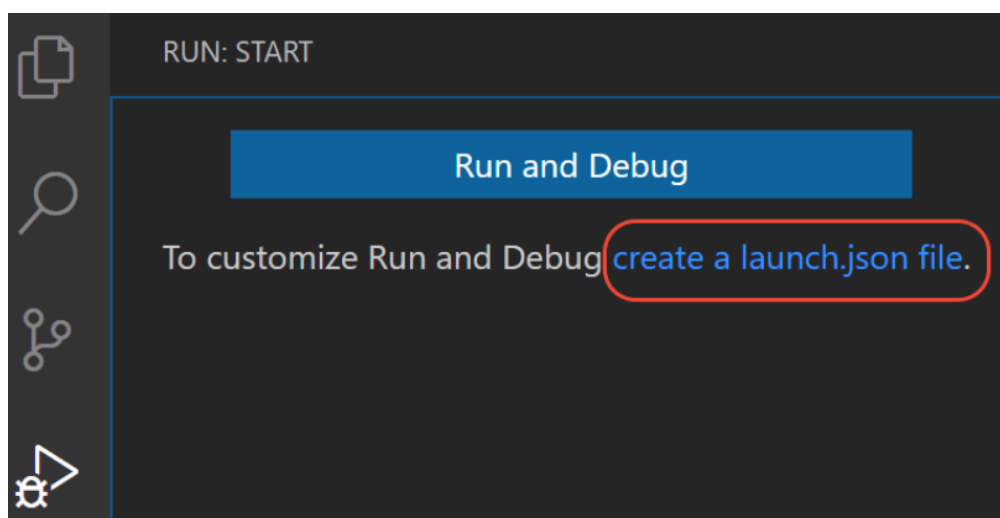 RUN: START
Run and Debug
To customize Run and Debug create a launch.json file.